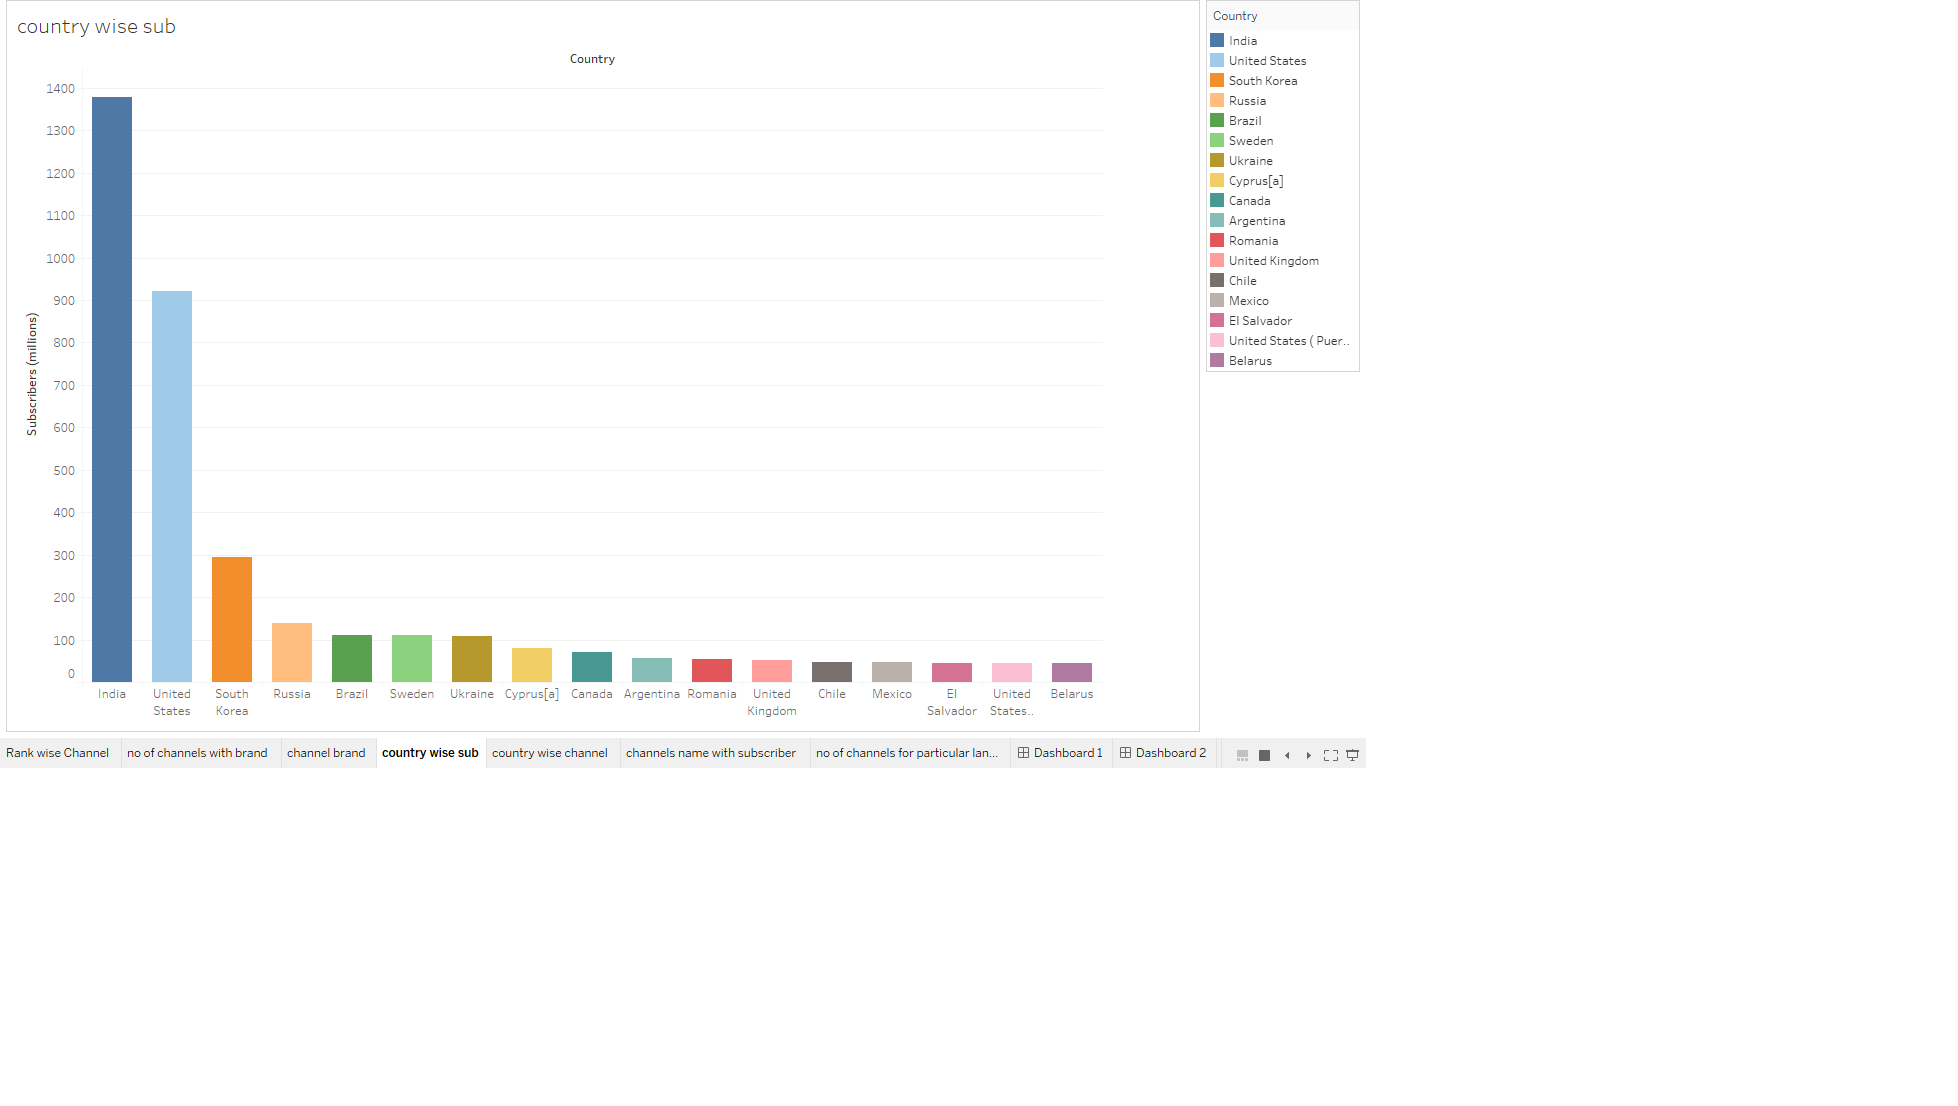 country wise sub
Country
1400
1300
1200
1100
1000
900
800
700
600
500
400
300
200
100
0
Subscribers (millions)
India
United States
South Korea
Russia
Brazil
Sweden
Ukraine
Cyprus[a]
Canada
Argentina
Romania
United Kingdom
Chile
Mexico
El Salvador
United States..
Belarus
Country
India
United States
South Korea
Russia
Brazil
Sweden
Ukraine
Cyprus[a]
Canada
Argentina
Romania
United Kingdom
Chile
Mexico
El Salvador
United States ( Puer..
Belarus
Rank wise Channel
no of channels with brand
channel brand
country wise sub
country wise channel
channels name with subscriber
no of channels for particular lan...
Dashboard 1
Dashboard 2